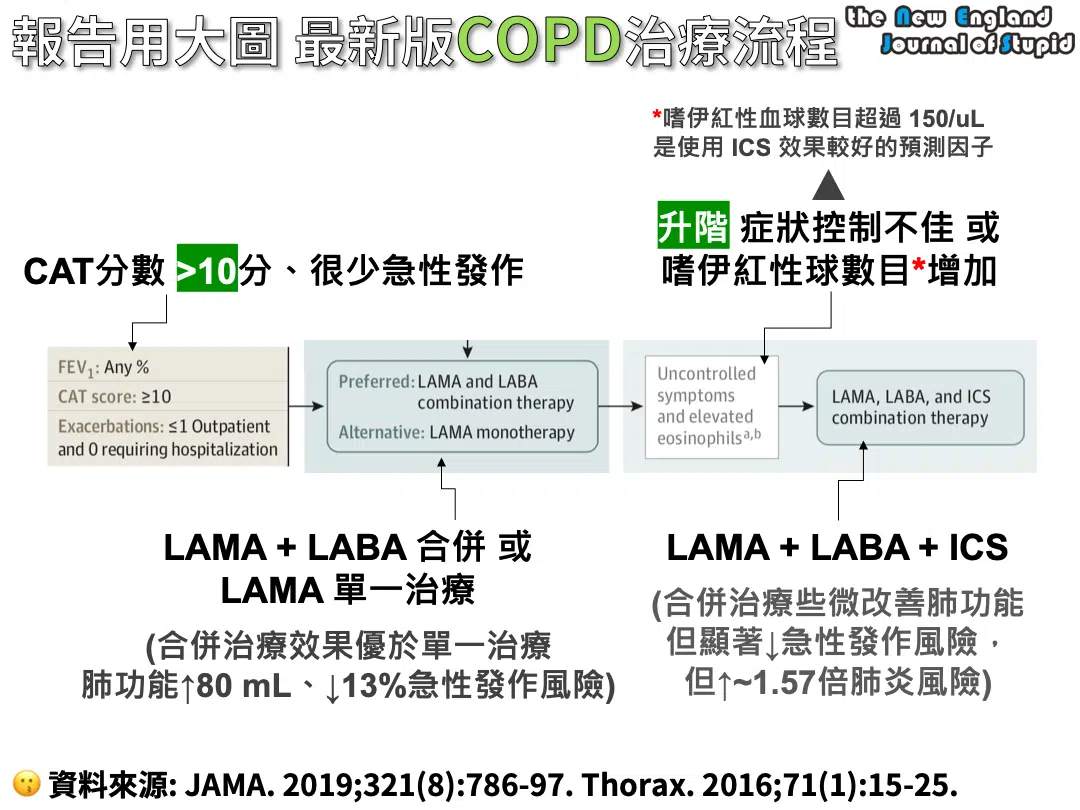 報告用大圖 最新版COPD治療流程
the New England
Journal of Stupid
*嗜伊紅性血球數目超過 150/uL
是使用 ICS 效果較好的預測因子
升階 症狀控制不佳 或
嗜伊紅性球數目*增加
CAT分數 >10分、很少急性發作
FEV1: Any %
CAT score: ≥10
Exacerbations: ≤1 Outpatient
and 0 requiring hospitalization
Preferred: LAMA and LABA
combination therapy
Alternative: LAMA monotherapy
Uncontrolled
symptoms
and elevated
eosinophilsa,b
LAMA, LABA, and ICS
combination therapy
LAMA + LABA 合併 或
LAMA 單一治療
(合併治療效果優於單一治療
肺功能↑80 mL、↓13%急性發作風險)
LAMA + LABA + ICS
(合併治療些微改善肺功能
但顯著↓急性發作風險，
但↑~1.57倍肺炎風險)
😗 資料來源: JAMA. 2019;321(8):786-97. Thorax. 2016;71(1):15-25.